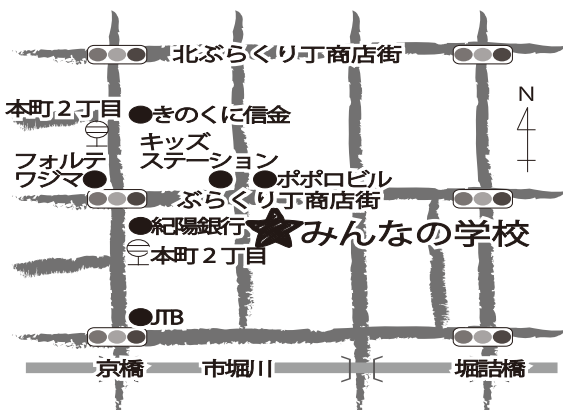 北ぶらくり丁商店街
N
本町２丁目
きのくに信金
キッズ
ステーション
フォルテ
ワジマ
ポポロビル
ぶらくり丁商店街
紀陽銀行
みんなの学校
本町２丁目
JTB
京橋
市堀川
堀詰橋